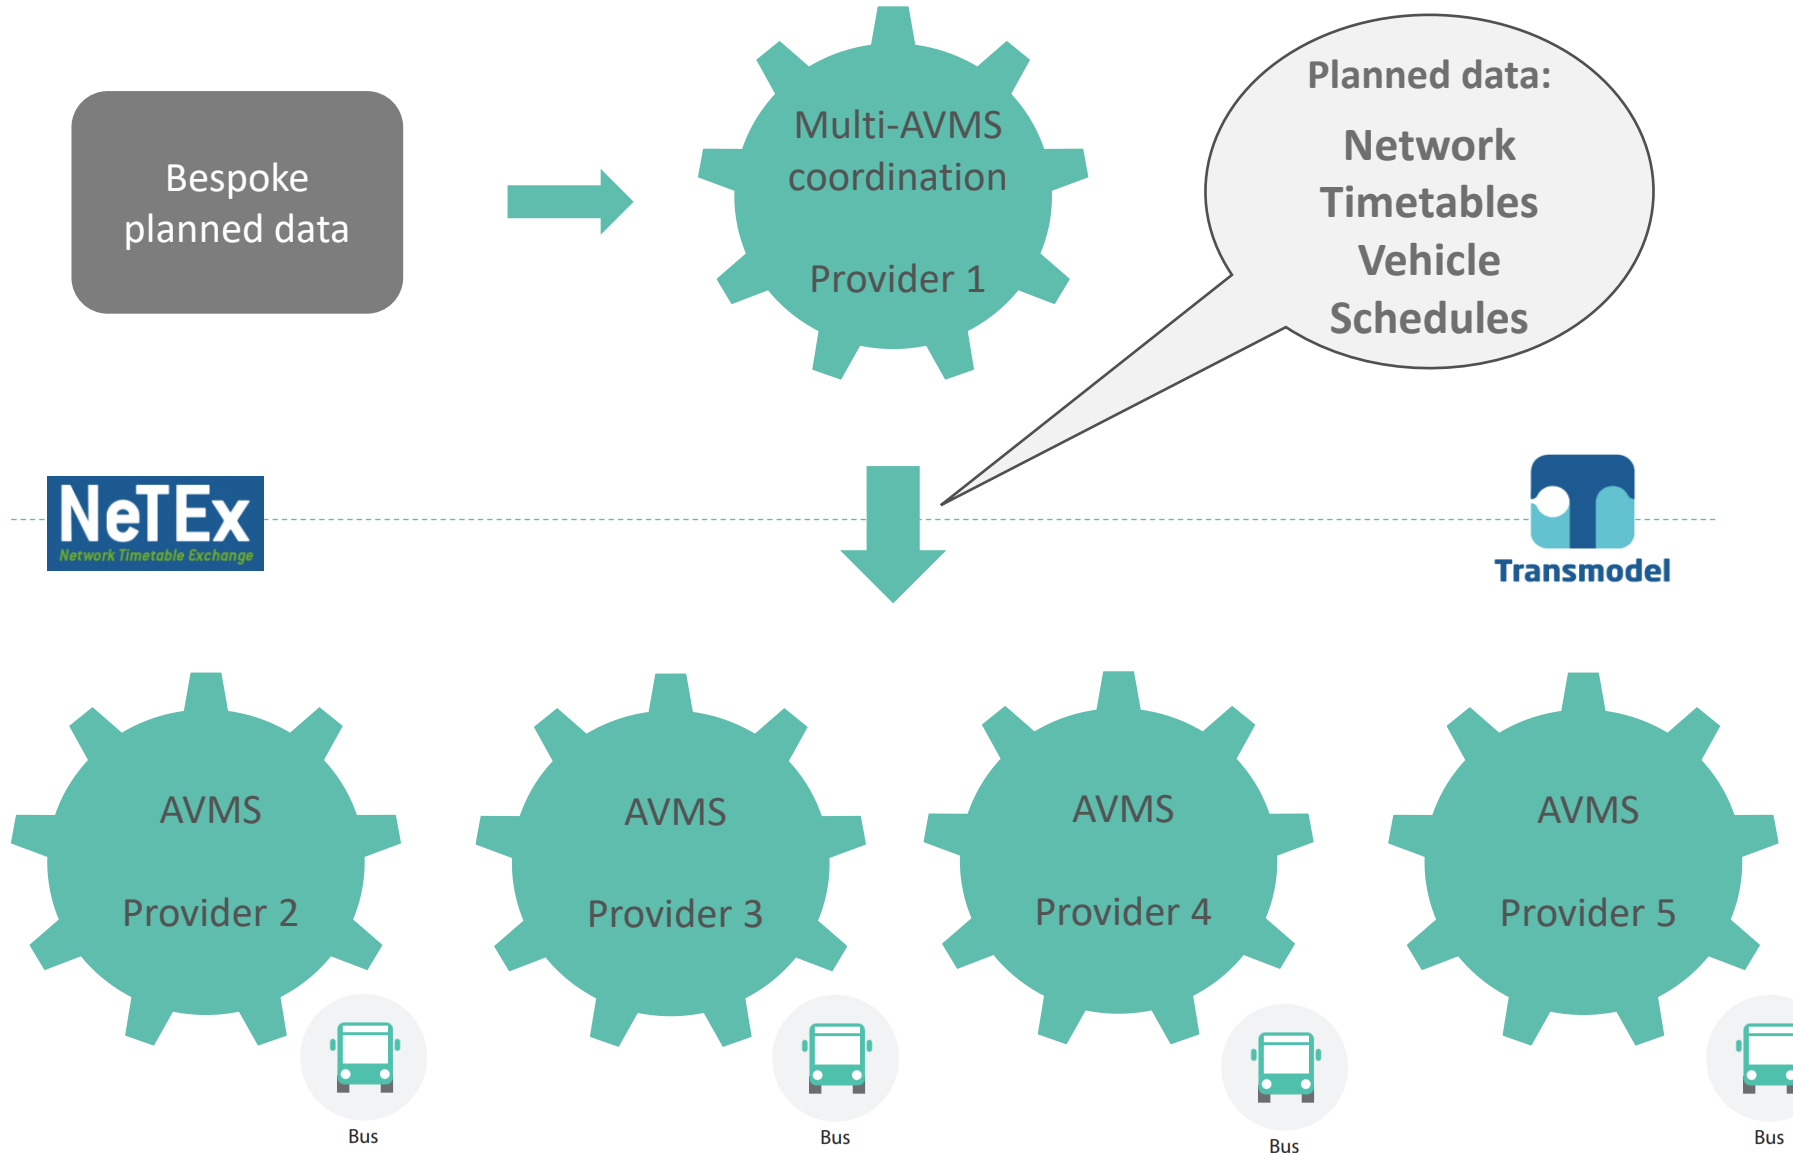 Bespoke
planned data
Multi-AVMS
coordination
Provider 1
Planned data:
Network
Timetables
Vehicle
Schedules
NeTEx
Network Timetable Exchange
Transmodel
AVMS
Provider 2
AVMS
Provider 3
AVMS
Provider 4
AVMS
Provider 5
Bus
Bus
Bus
Bus